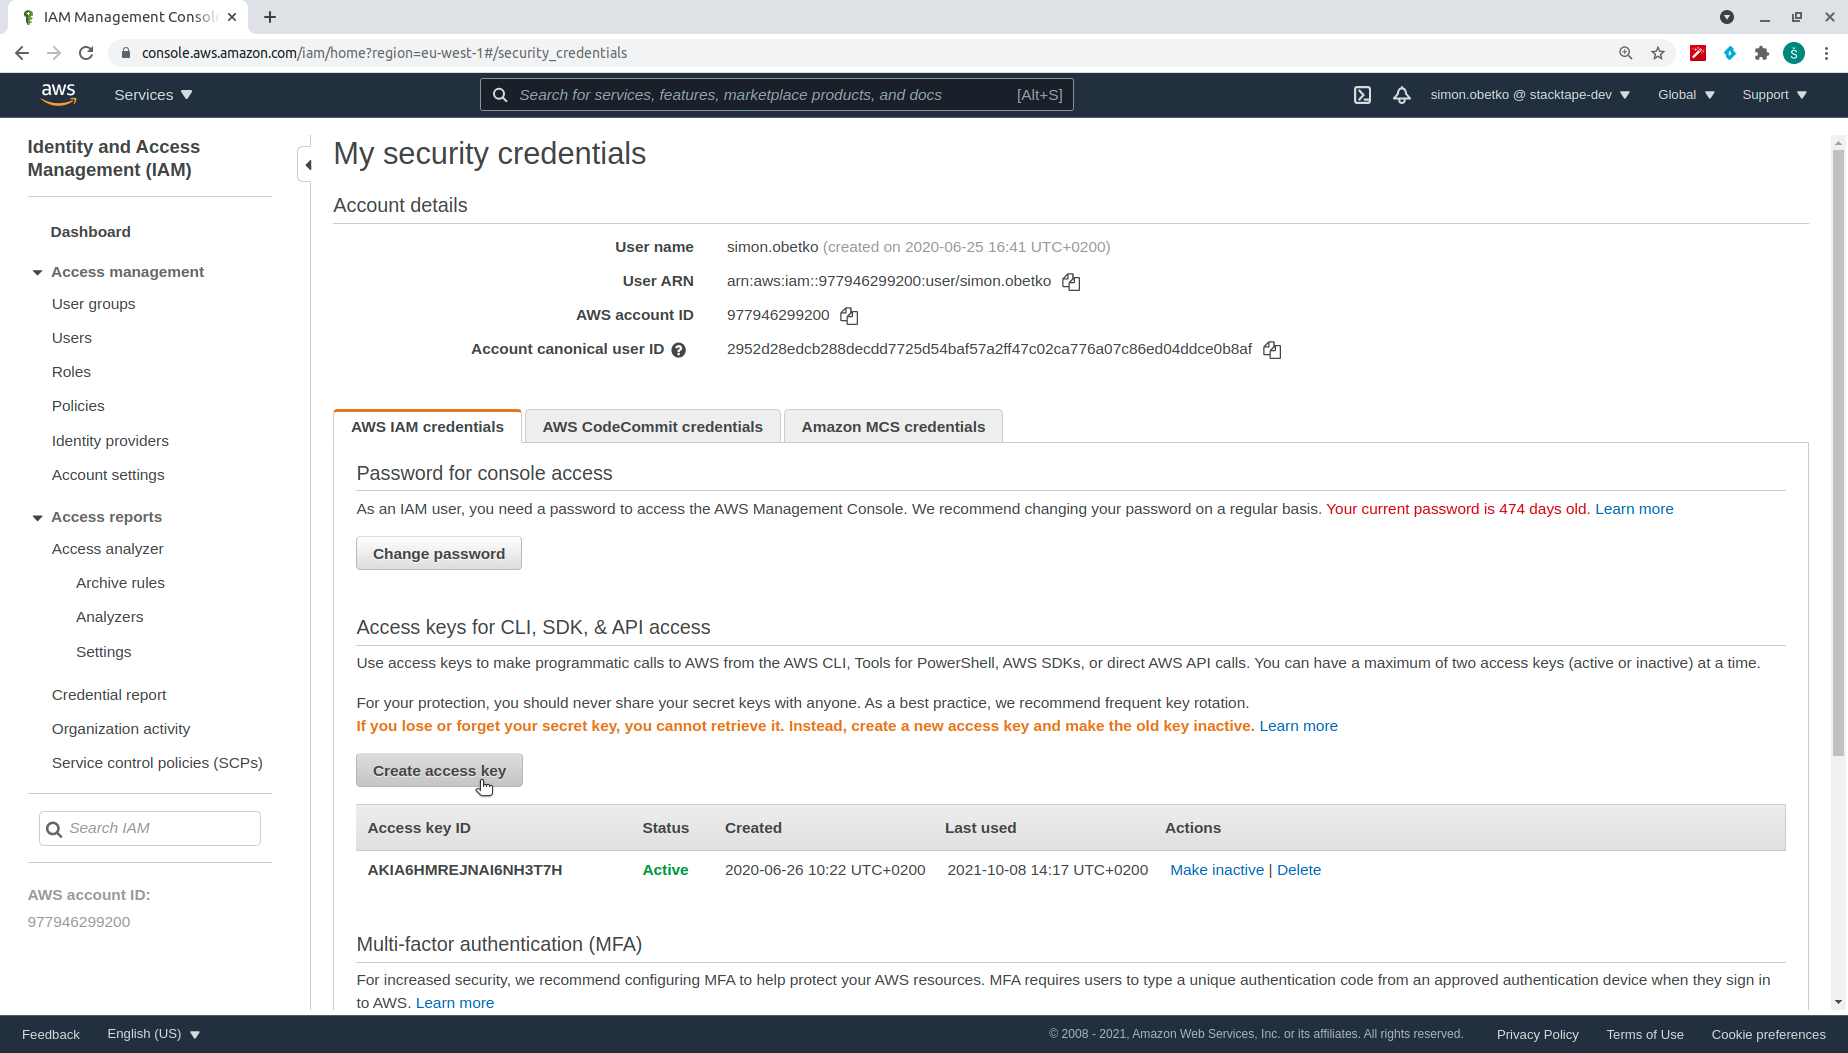 IAM Management Consol
console.aws.amazon.com/iam/home?region=eu-west-1#/security_credentials
Š
aws
Services
Search for services, features, marketplace products, and docs [Alt+S]
simon.obetko @ stacktape-dev
Global
Support
Identity and Access
Management (IAM)
Dashboard
Access management
User groups
Users
Roles
Policies
Identity providers
Account settings
Access reports
Access analyzer
Archive rules
Analyzers
Settings
Credential report
Organization activity
Service control policies (SCPs)
Search IAM
AWS account ID:
977946299200
My security credentials
Account details
User name simon.obetko (created on 2020-06-25 16:41 UTC+0200)
User ARN arn:aws:iam::977946299200:user/simon.obetko
AWS account ID 977946299200
Account canonical user ID 2952d28edcb288decdd7725d54baf57a2ff47c02ca776a07c86ed04ddce0b8af
AWS IAM credentials
AWS CodeCommit credentials
Amazon MCS credentials
Password for console access
As an IAM user, you need a password to access the AWS Management Console. We recommend changing your password on a regular basis. Your current password is 474 days old. Learn more
Change password
Access keys for CLI, SDK, & API access
Use access keys to make programmatic calls to AWS from the AWS CLI, Tools for PowerShell, AWS SDKs, or direct AWS API calls. You can have a maximum of two access keys (active or inactive) at a time.
For your protection, you should never share your secret keys with anyone. As a best practice, we recommend frequent key rotation.
If you lose or forget your secret key, you cannot retrieve it. Instead, create a new access key and make the old key inactive. Learn more
Create access key
Access key ID Status Created Last used Actions
AKIA6HMREJNAI6NH3T7H Active 2020-06-26 10:22 UTC+0200 2021-10-08 14:17 UTC+0200 Make inactive | Delete
Multi-factor authentication (MFA)
For increased security, we recommend configuring MFA to help protect your AWS resources. MFA requires users to type a unique authentication code from an approved authentication device when they sign in
to AWS. Learn more
Feedback
English (US)
© 2008 - 2021, Amazon Web Services, Inc. or its affiliates. All rights reserved.
Privacy Policy
Terms of Use
Cookie preferences